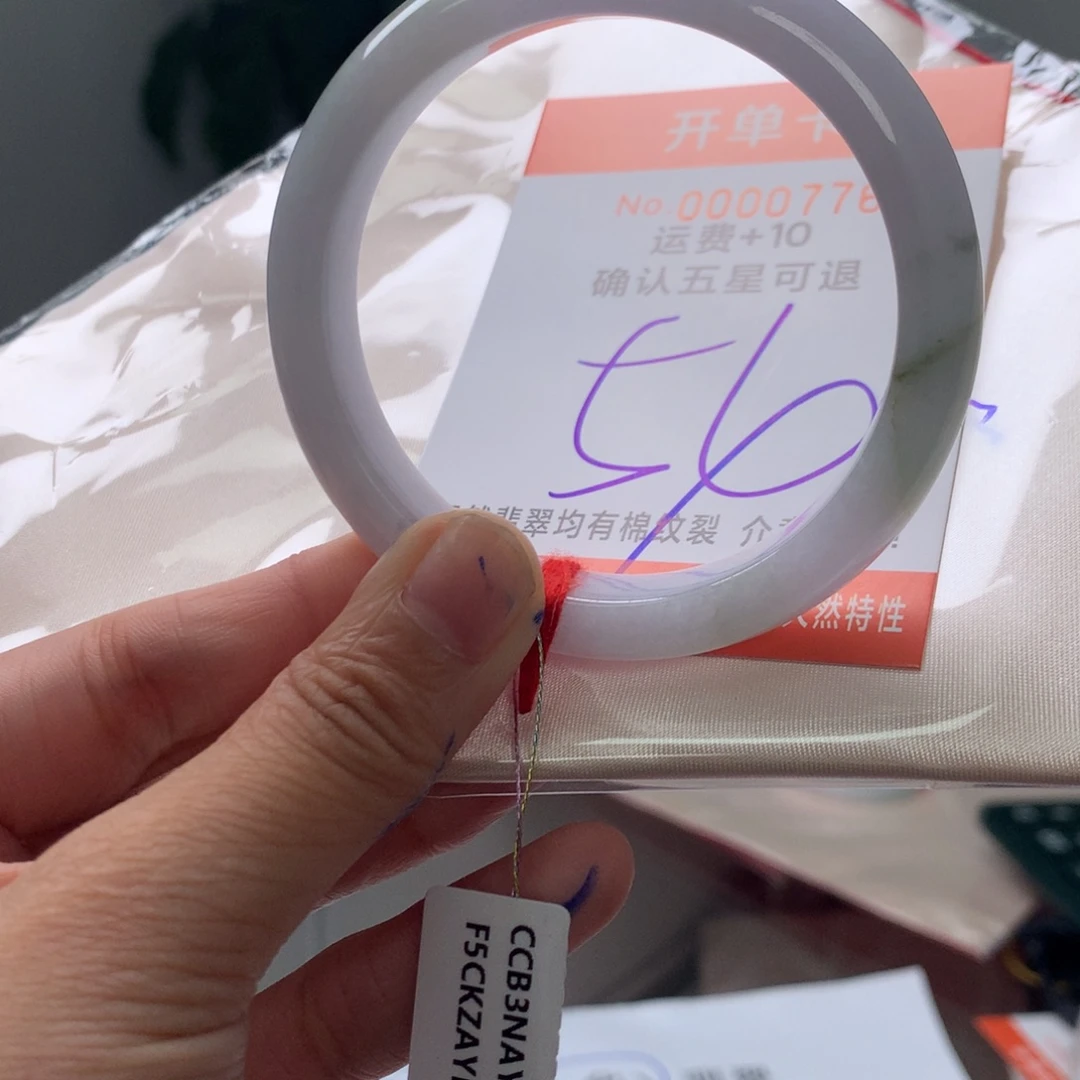 开单卡
No.0000776
运费+10
确认五星可退
56
翡翠均有棉纹裂
天然特性
CCB3NAY
F5CKZAY